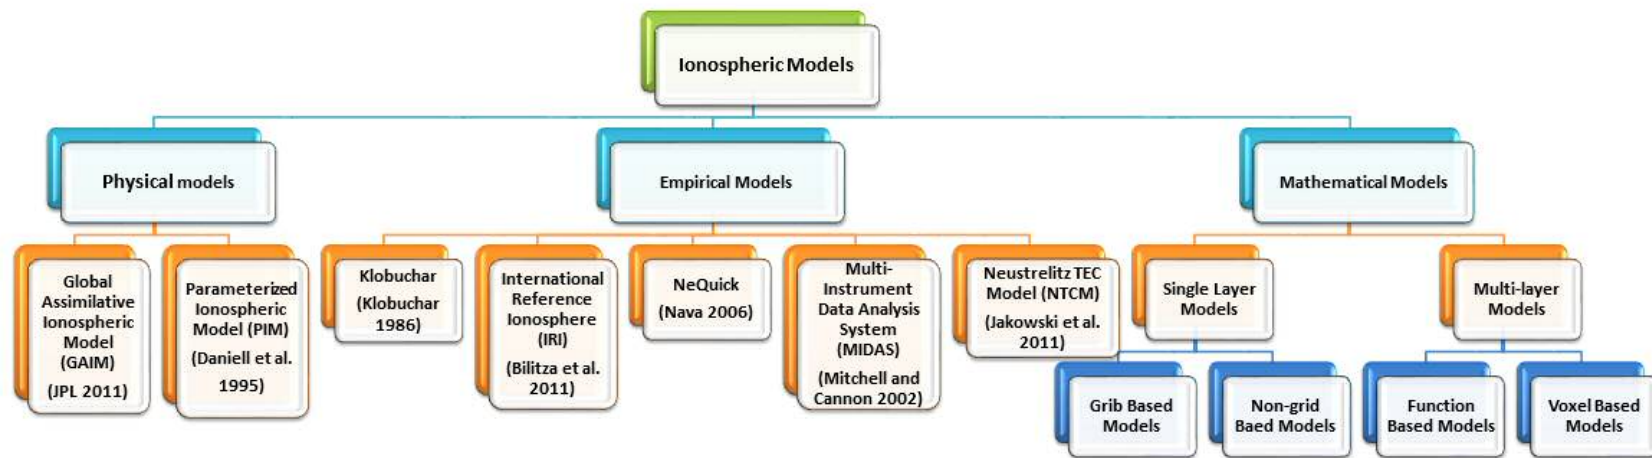 Ionospheric Models
Physical models
Empirical Models
Mathematical Models
Global
Assimilative
Ionospheric
Model
(GAIM)
(JPL 2011)
Parameterized
Ionospheric
Model (PIM)
(Daniell et al.
1995)
Klobuchar
(Klobuchar
1986)
International
Reference
Ionosphere
(IRI)
(Bilitza et al.
2011)
NeQuick
(Nava 2006)
Multi-
Instrument
Data Analysis
System
(MIDAS)
(Mitchell and
Cannon 2002)
Neustrelitz TEC
Model (NTCM)
(Jakowski et al.
2011)
Single Layer
Models
Multi-layer
Models
Grib Based
Models
Non-grid
Baed Models
Function
Based Models
Voxel Based
Models